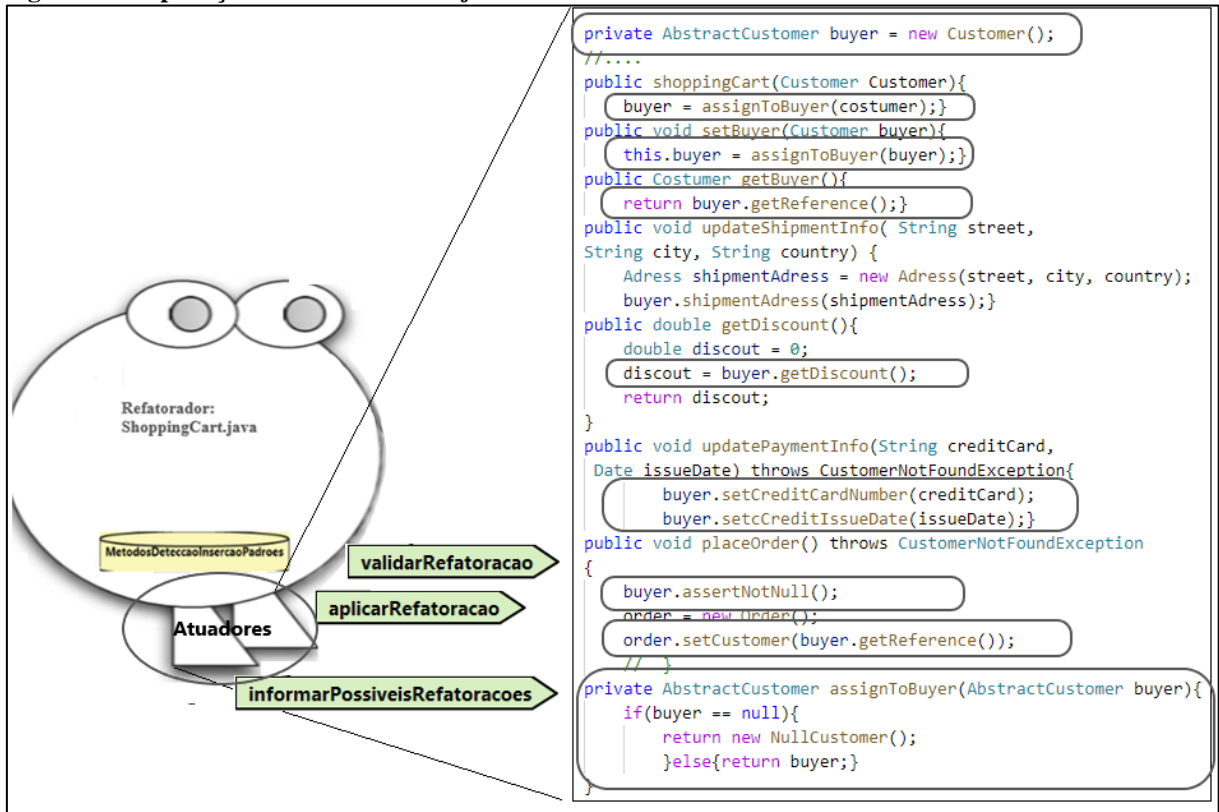 Refatorador:
ShoppingCart.java
MetodosDeteccaoInsercaoPadroes
validarRefatoracao
aplicarRefatoracao
Atuadores
informarPossiveisRefatoracoes
private AbstractCustomer buyer = new Customer();
//....
public shoppingCart(Customer Customer){
buyer = assignToBuyer(costumer);}
public void setBuyer(Customer buyer){
this.buyer = assignToBuyer(buyer);}
public Costumer getBuyer(){
return buyer.getReference();}
public void updateShipmentInfo( String street,
String city, String country) {
Adress shipmentAdress = new Adress(street, city, country);
buyer.shipmentAdress(shipmentAdress);}
public double getDiscount(){
double discout = 0;
discout = buyer.getDiscount();
return discout;
}
public void updatePaymentInfo(String creditCard,
Date issueDate) throws CustomerNotFoundException{
buyer.setCreditCardNumber(creditCard);
buyer.setcCreditIssueDate(issueDate);}
public void placeOrder() throws CustomerNotFoundException
{
buyer.assertNotNull();
order = new Order();
order.setCustomer(buyer.getReference());
// }
private AbstractCustomer assignToBuyer(AbstractCustomer buyer){
if(buyer == null){
return new NullCustomer();
}else{return buyer;}
}